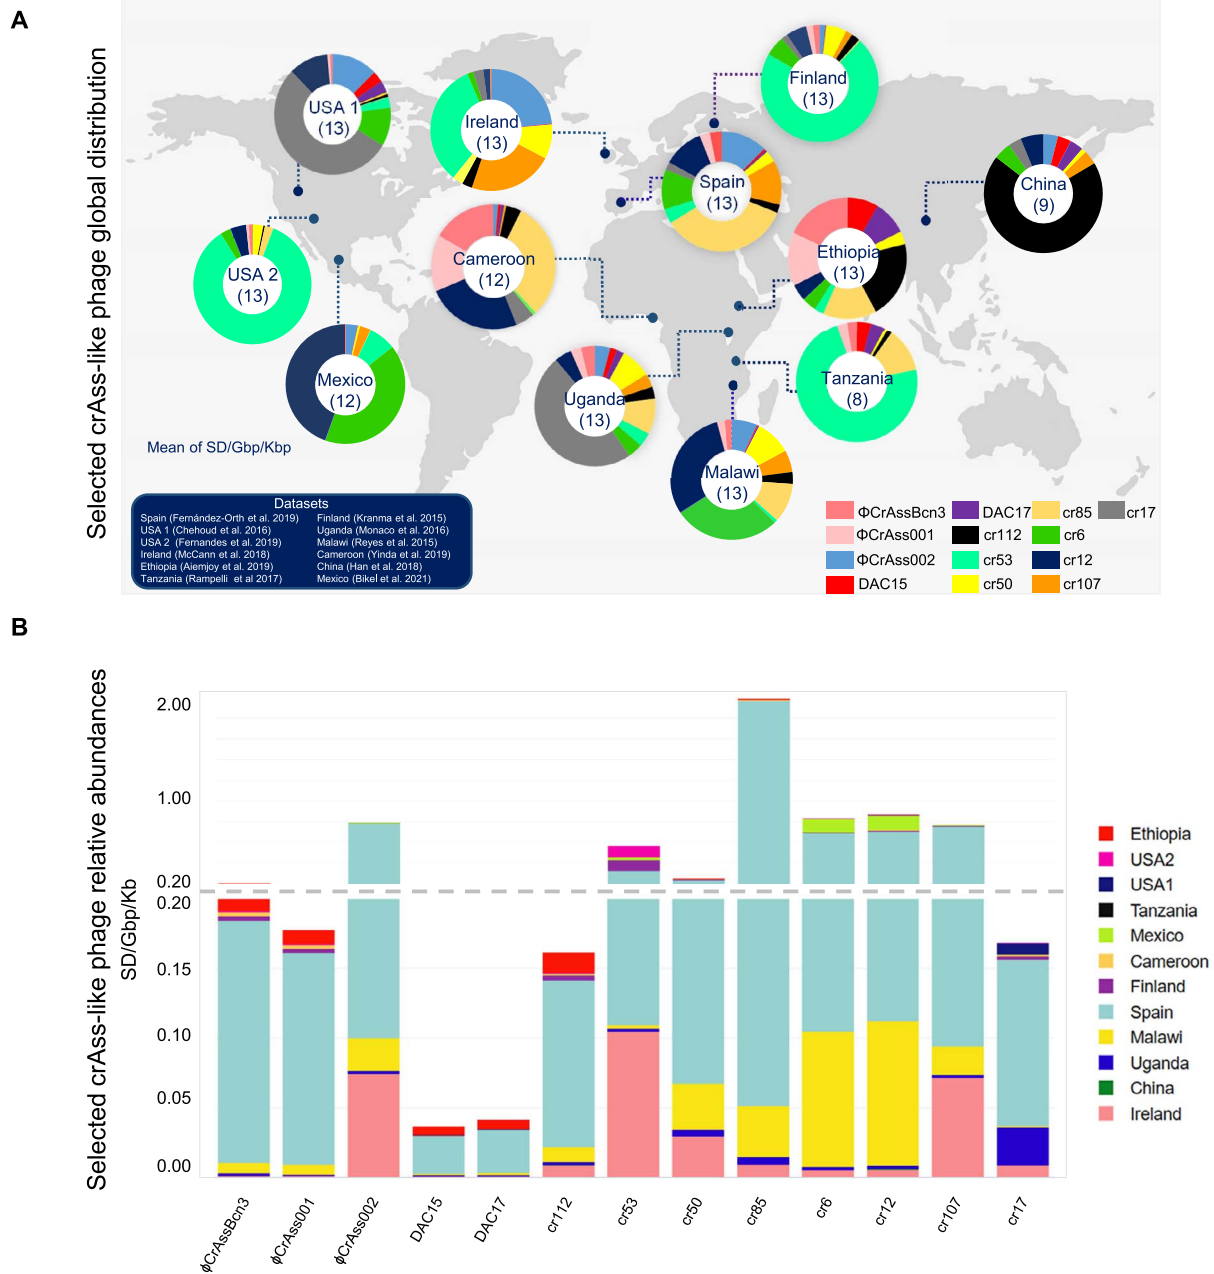 A
Selected crAss-like phage global distribution
USA 1
(13)
Ireland
(13)
Finland
(13)
Spain
(13)
China
(9)
USA 2
(13)
Cameroon
(12)
Ethiopia
(13)
Mexico
(12)
Uganda
(13)
Tanzania
(8)
Malawi
(13)
Mean of SD/Gbp/Kbp
Datasets
Spain (Fernández-Orth et al. 2019)
USA 1 (Chehoud et al. 2016)
USA 2 (Fernandes et al. 2019)
Ireland (McCann et al. 2018)
Ethiopia (Aiemjoy et al. 2019)
Tanzania (Rampelli et al 2017)
Finland (Kranma et al. 2015)
Uganda (Monaco et al. 2016)
Malawi (Reyes et al. 2015)
Cameroon (Yinda et al. 2019)
China (Han et al. 2018)
Mexico (Bikel et al. 2021)
ΦCrAssBcn3
ΦCrAss001
ΦCrAss002
DAC15
DAC17
cr112
cr53
cr50
cr85
cr6
cr12
cr107
cr17
B
Selected crAss-like phage relative abundances
SD/Gbp/Kb
2.00
1.00
0.20
0.20
0.15
0.10
0.05
0.00
ϕCrAssBcn3
ϕCrAss001
ϕCrAss002
DAC15
DAC17
cr112
cr53
cr50
cr85
cr6
cr12
cr107
cr17
Ethiopia
USA2
USA1
Tanzania
Mexico
Cameroon
Finland
Spain
Malawi
Uganda
China
Ireland